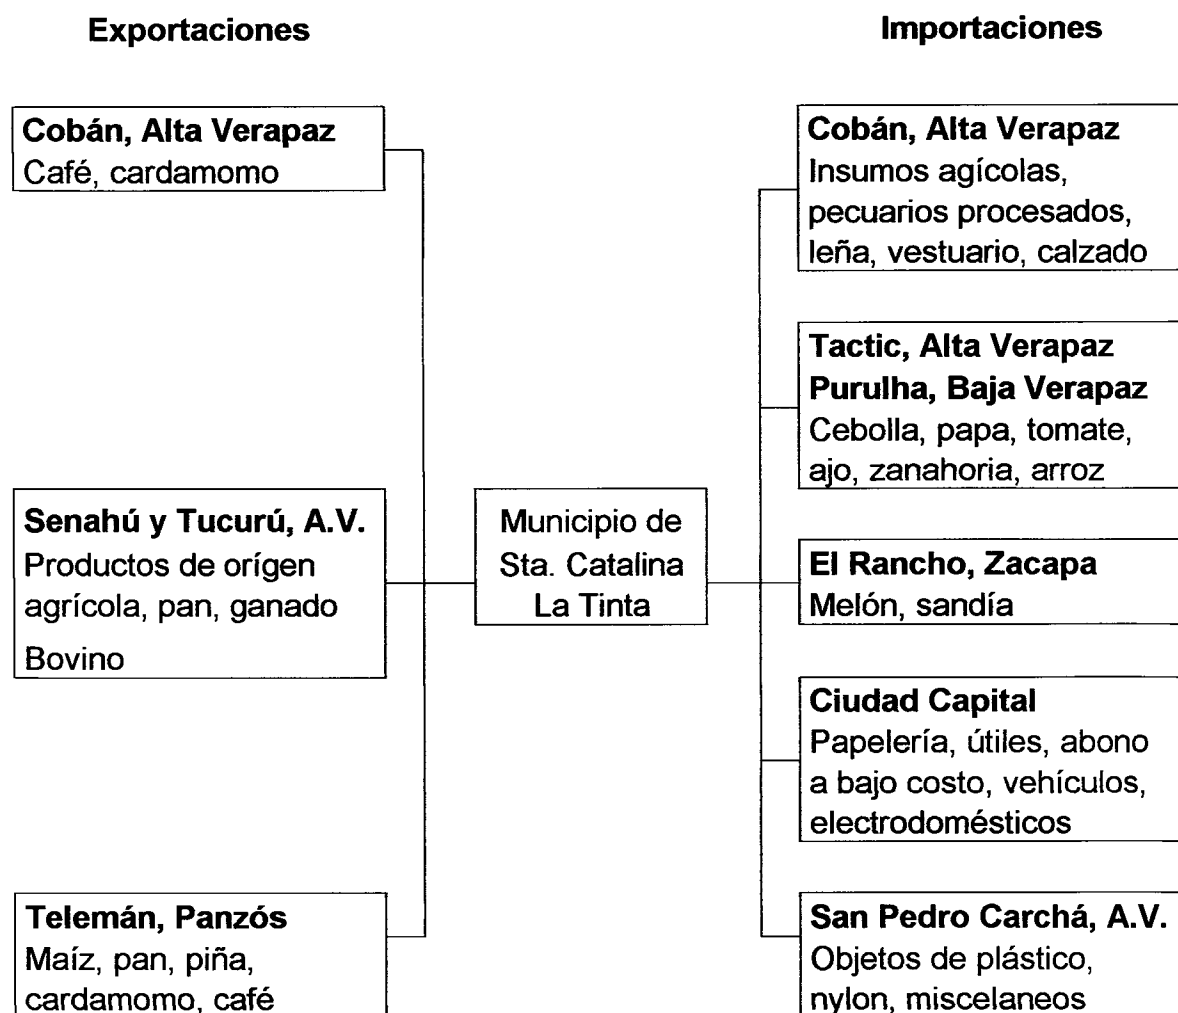 Exportaciones
Importaciones
Cobán, Alta Verapaz
Café, cardamomo
Senahú y Tucurú, A.V.
Productos de orígen
agrícola, pan, ganado
Bovino
Telemán, Panzós
Maíz, pan, piña,
cardamomo, café
Municipio de
Sta. Catalina
La Tinta
Cobán, Alta Verapaz
Insumos agícolas,
pecuarios procesados,
leña, vestuario, calzado
Tactic, Alta Verapaz
Purulha, Baja Verapaz
Cebolla, papa, tomate,
ajo, zanahoria, arroz
El Rancho, Zacapa
Melón, sandía
Ciudad Capital
Papelería, útiles, abono
a bajo costo, vehículos,
electrodomésticos
San Pedro Carchá, A.V.
Objetos de plástico,
nylon, miscelaneos